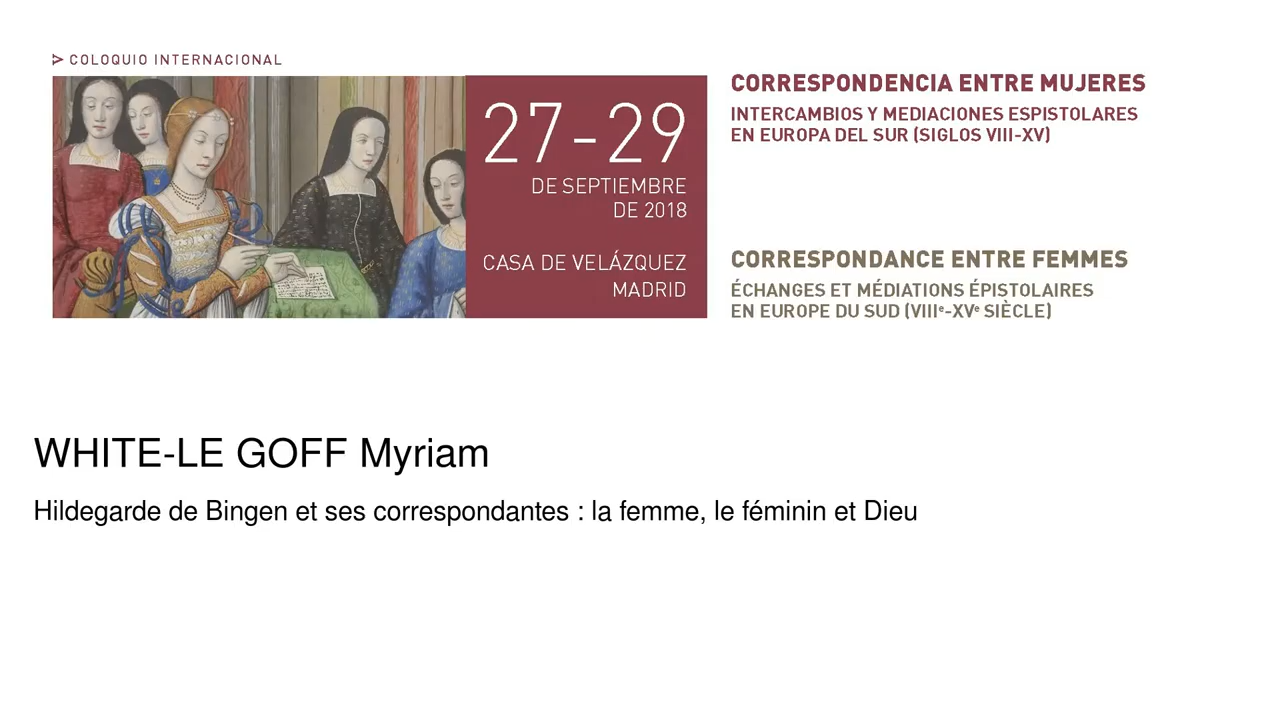 COLOQUIO INTERNACIONAL
27-29
DE SEPTIEMBRE
DE 2018
CASA DE VELÁZQUEZ
MADRID
CORRESPONDENCIA ENTRE MUJERES
INTERCAMBIOS Y MEDIACIONES ESPISTOLARES
EN EUROPA DEL SUR (SIGLOS VIII-XV)
CORRESPONDANCE ENTRE FEMMES
ÉCHANGES ET MÉDIATIONS ÉPISTOLAIRES
EN EUROPE DU SUD (VIIIᵉ-XVᵉ SIÈCLE)
WHITE-LE GOFF Myriam
Hildegarde de Bingen et ses correspondantes : la femme, le féminin et Dieu